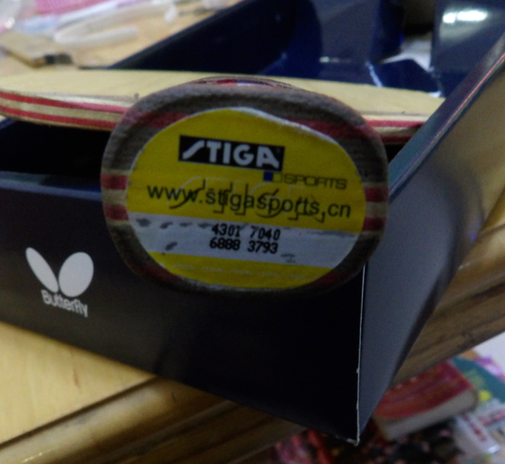 STIGA
SPORTS
www.stigasports.cn
4301 7040
6888 3793
Butterfly